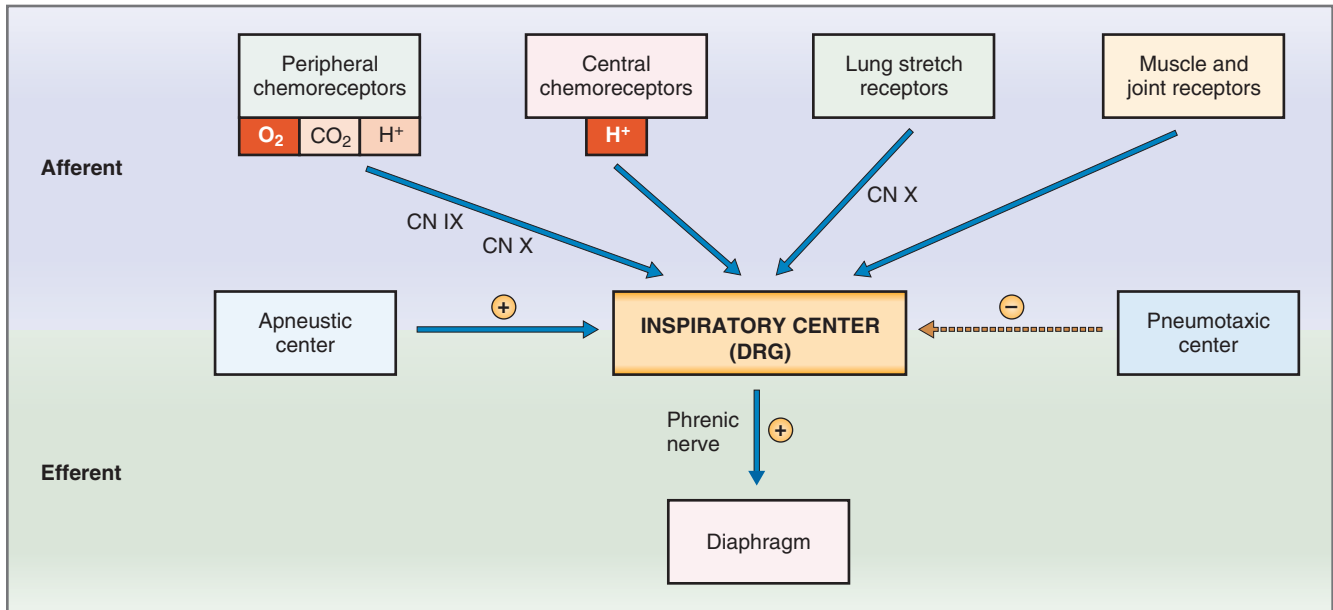 Peripheral
chemoreceptors
O₂ CO₂ H⁺
Central
chemoreceptors
H⁺
Lung stretch
receptors
Muscle and
joint receptors
Afferent
CN IX
CN X
CN X
Apneustic
center
+
INSPIRATORY CENTER
(DRG)
−
Pneumotaxic
center
Phrenic
nerve
+
Efferent
Diaphragm